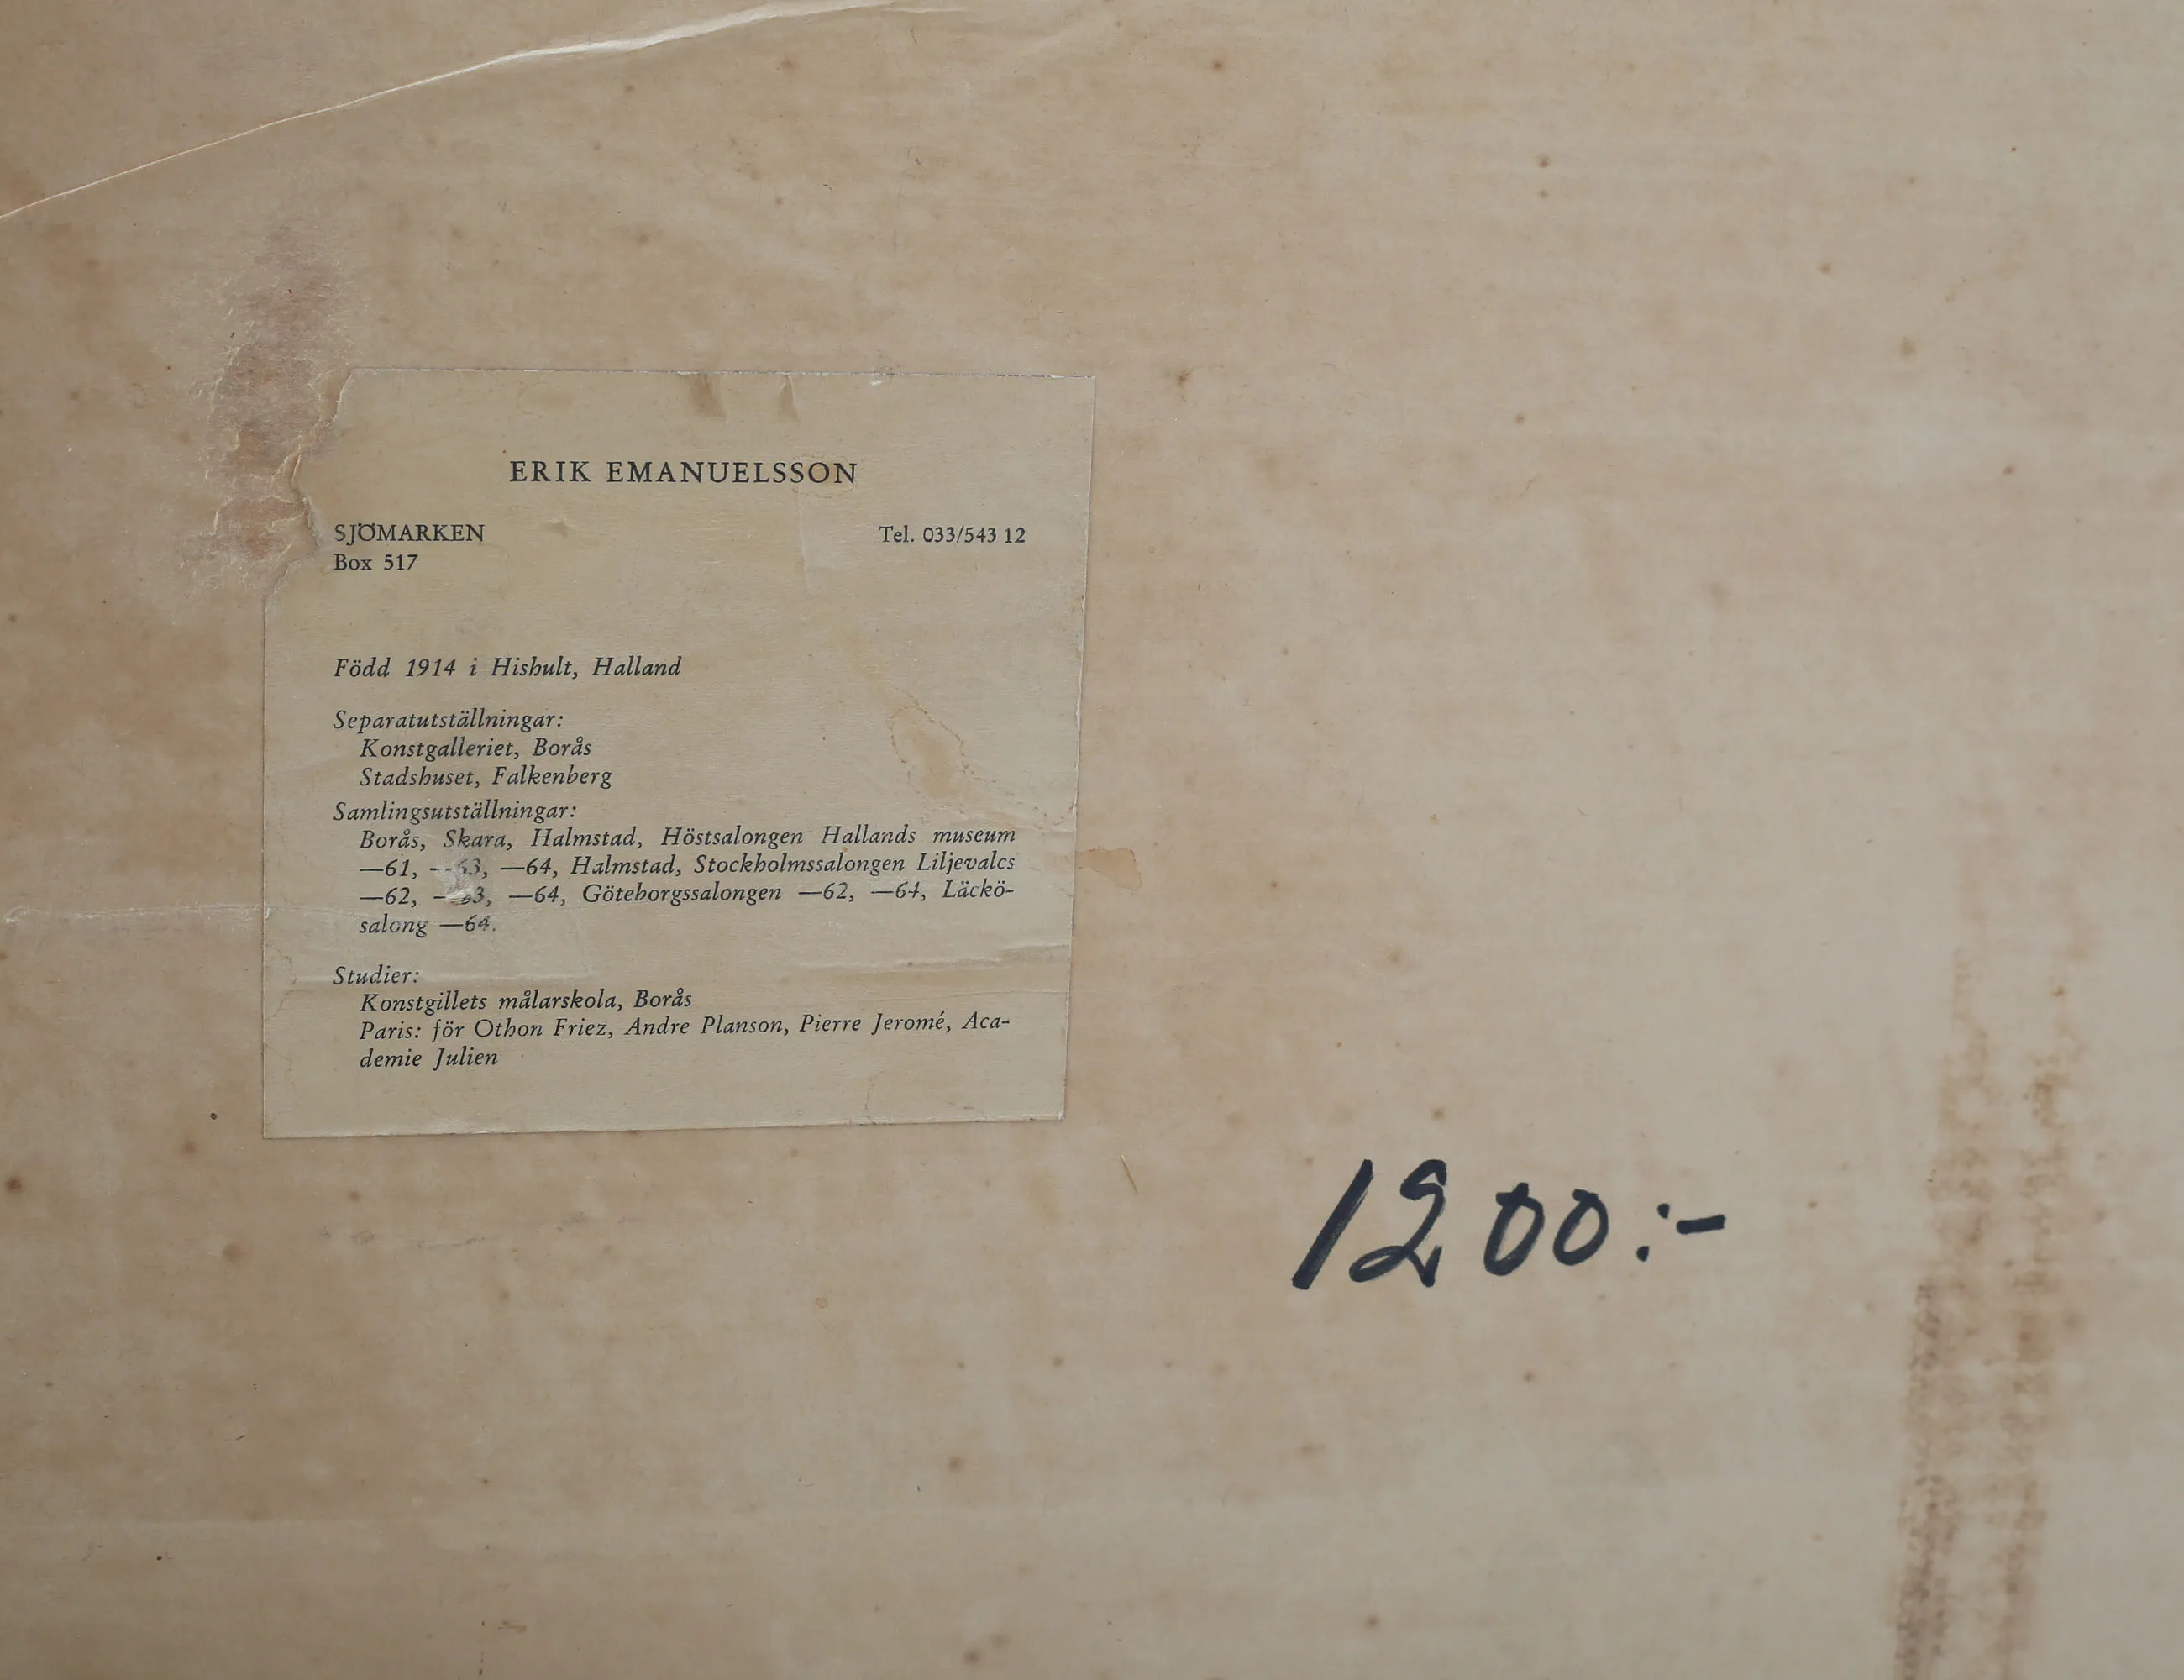 ERIK EMANUELSSON
SJÖMARKEN
Tel. 033/543 12
Box 517
Född 1914 i Hishult, Halland
Separatutställningar:
Konstgalleriet, Borås
Stadshuset, Falkenberg
Samlingsutställningar:
Borås, Skara, Halmstad, Höstsalongen Hallands museum
—61, —63, —64, Halmstad, Stockholmssalongen Liljevalcs
—62, —63, —64, Göteborgssalongen —62, —64, Läckö-
salong —64.
Studier:
Konstgillets målarskola, Borås
Paris: för Othon Friez, Andre Planson, Pierre Jeromé, Aca-
demie Julien
1200:-